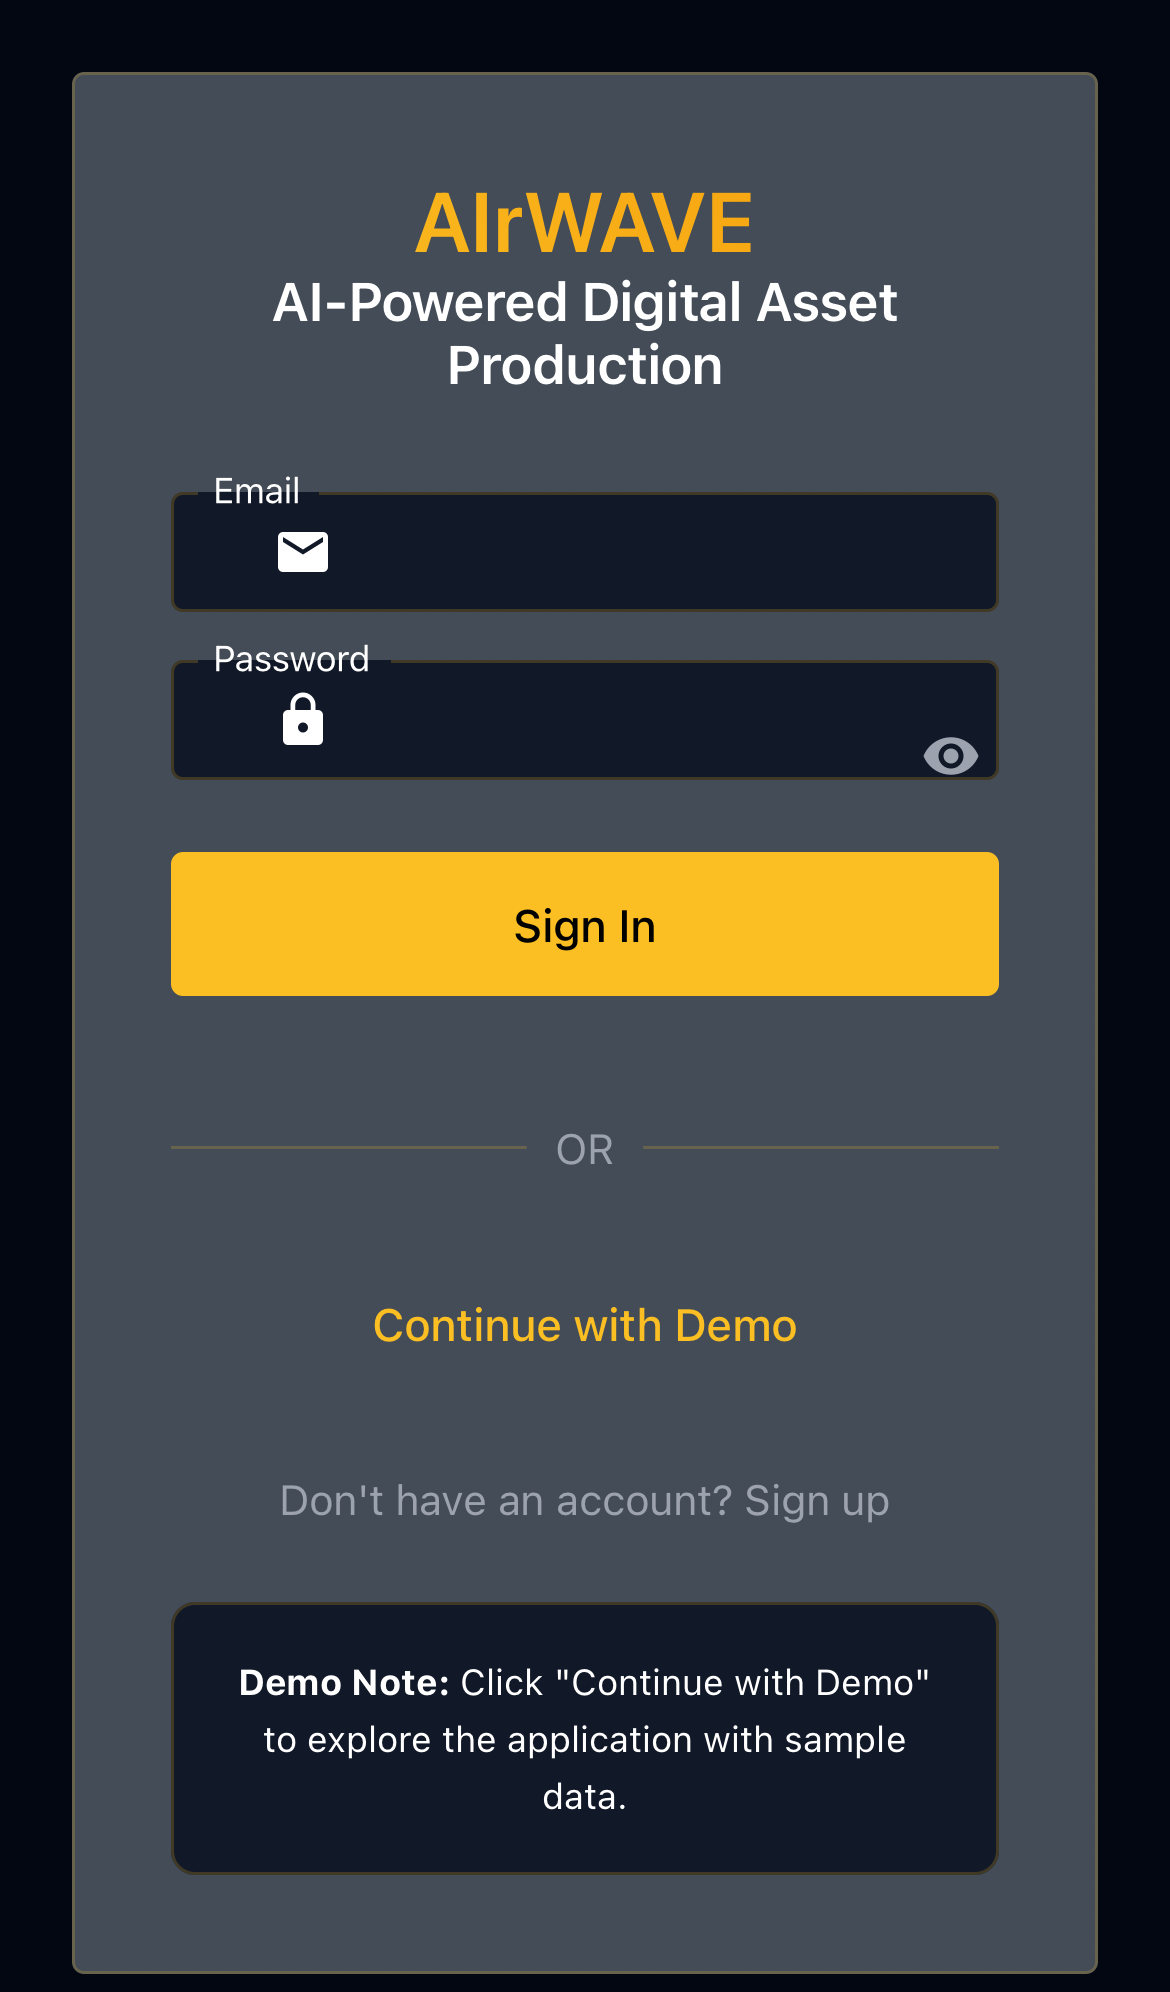 AIrWAVE
AI-Powered Digital Asset
Production
Email
Password
Sign In
OR
Continue with Demo
Don't have an account? Sign up
Demo Note: Click "Continue with Demo"
to explore the application with sample
data.